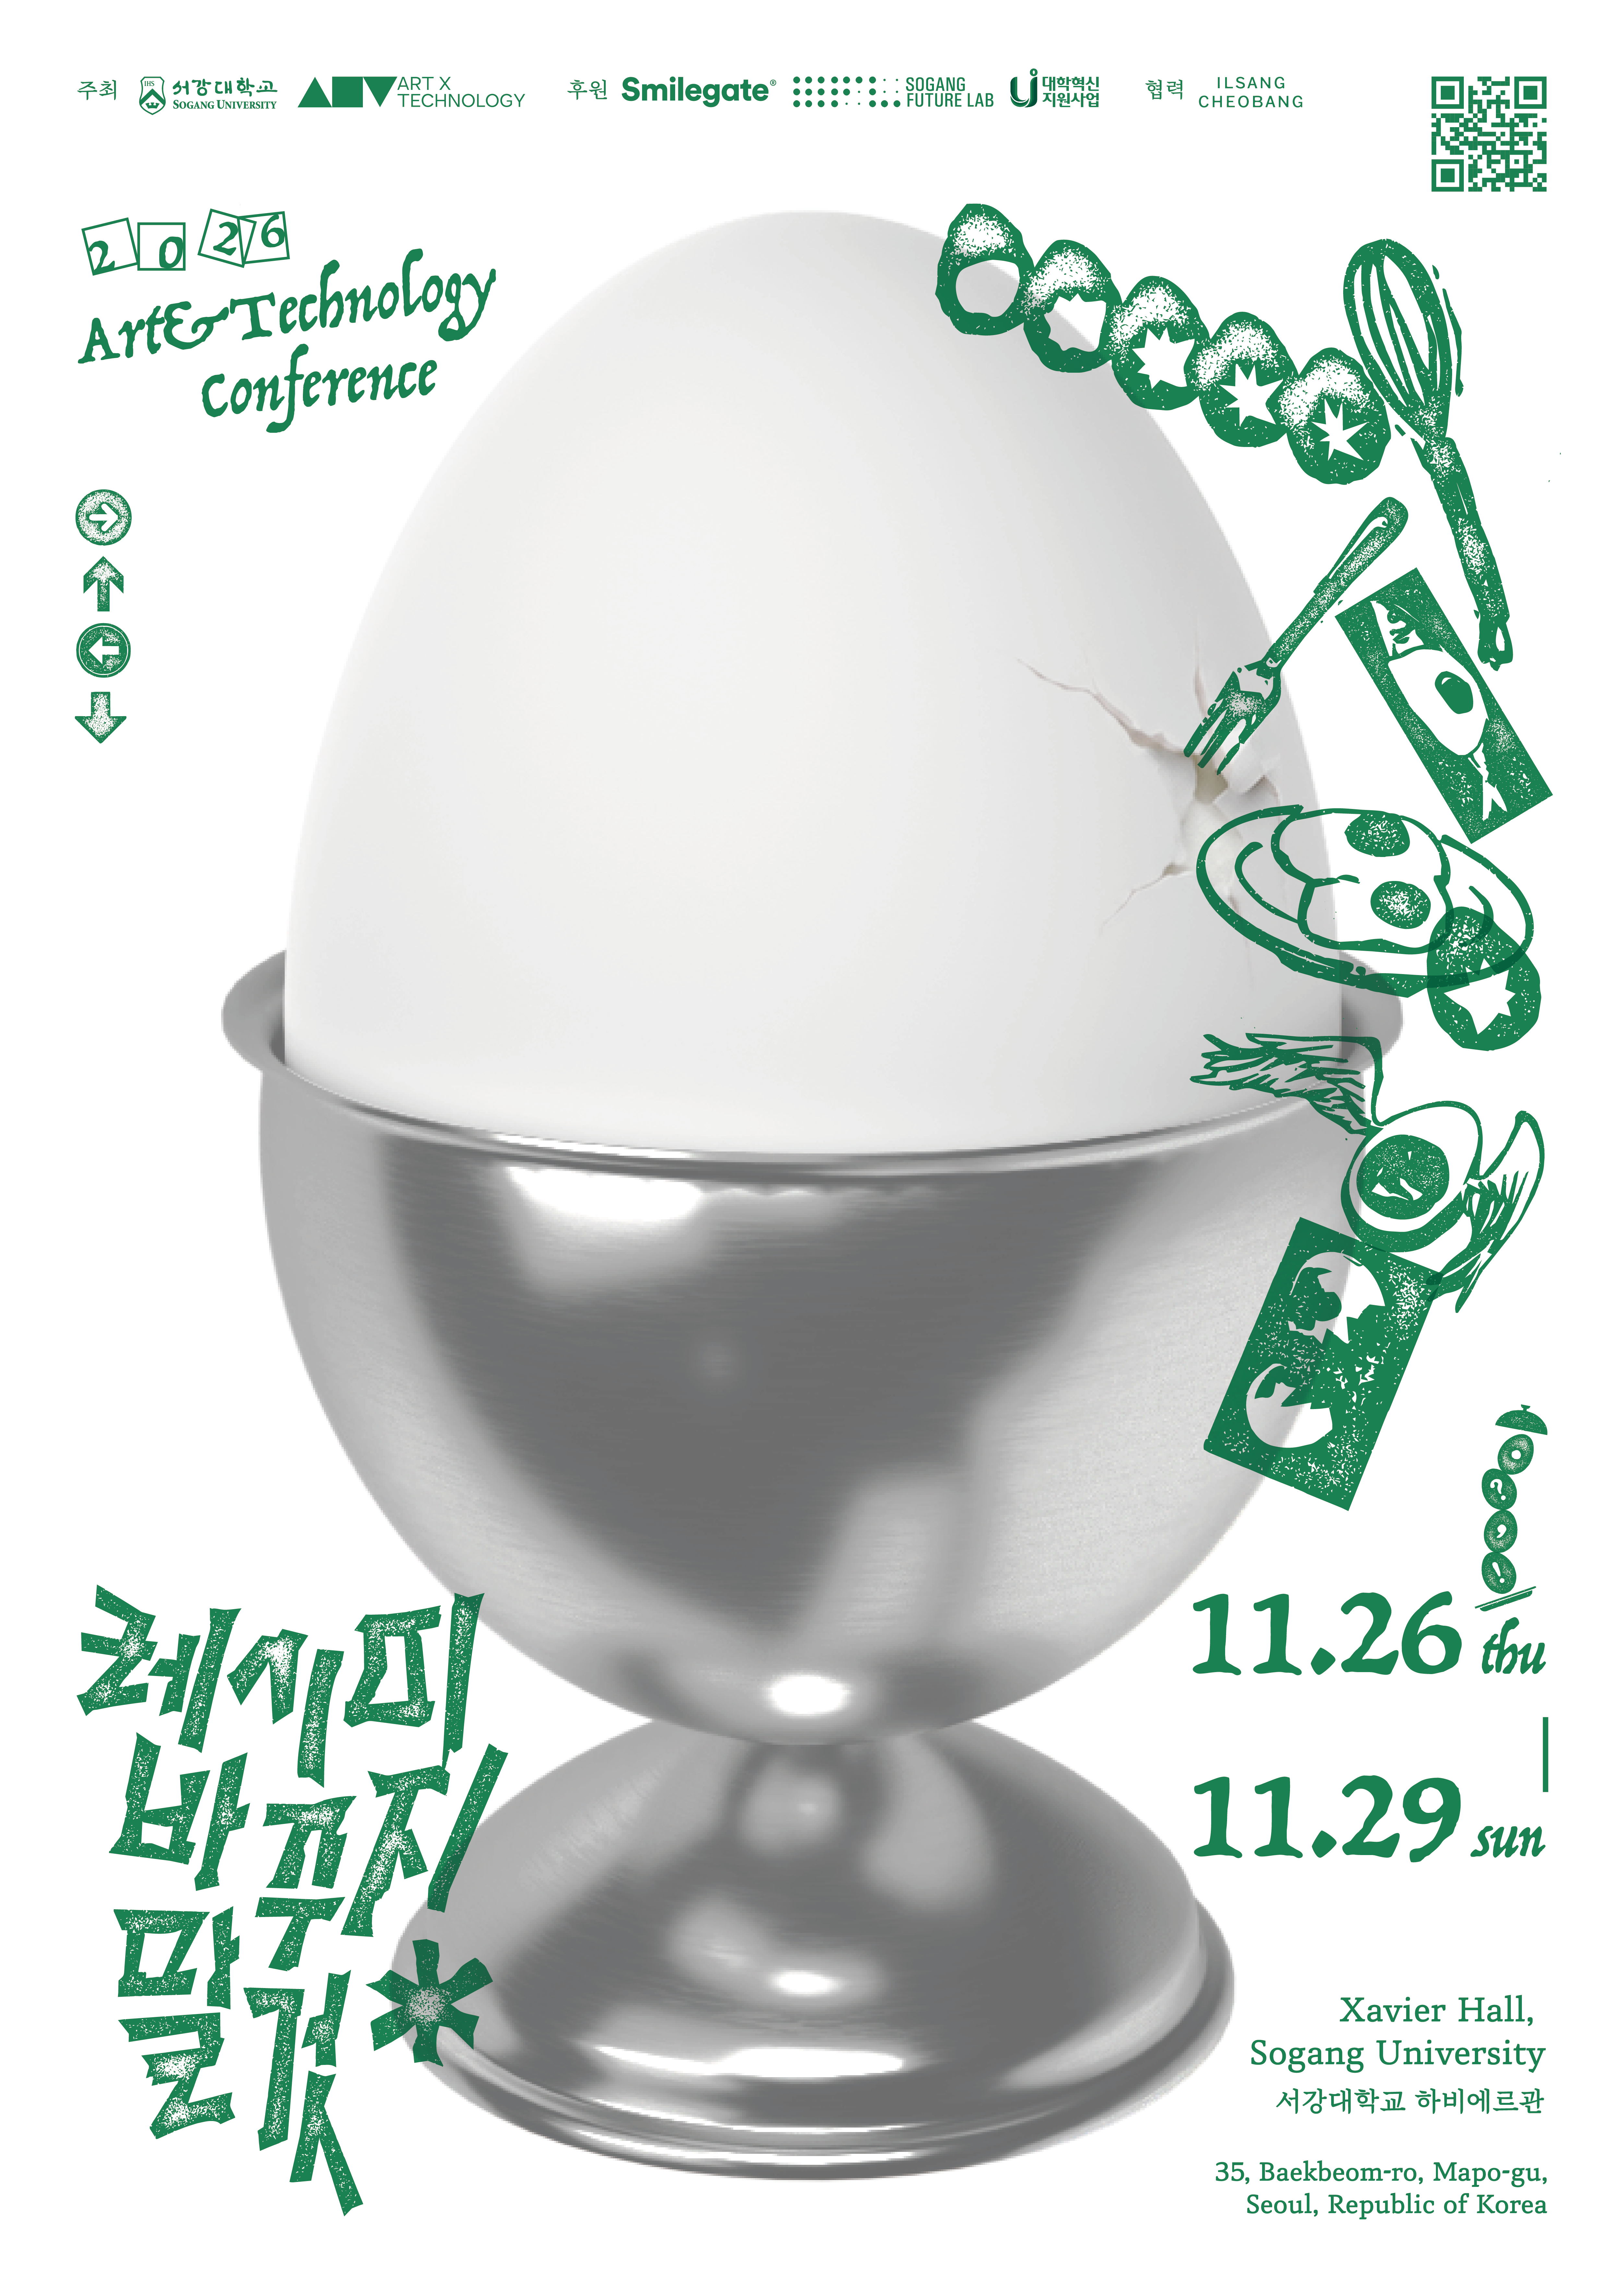 주최 서강대학교 SOGANG UNIVERSITY ART X TECHNOLOGY 후원 Smilegate® SOGANG FUTURE LAB 대학혁신 지원사업 협력 ILSANG CHEOBANG
IHS
2026
Art&Technology
Conference
레시피
바꾸지
말것*
?
,
!
11.26 thu
|
11.29 sun
Xavier Hall,
Sogang University
서강대학교 하비에르관
35, Baekbeom-ro, Mapo-gu,
Seoul, Republic of Korea